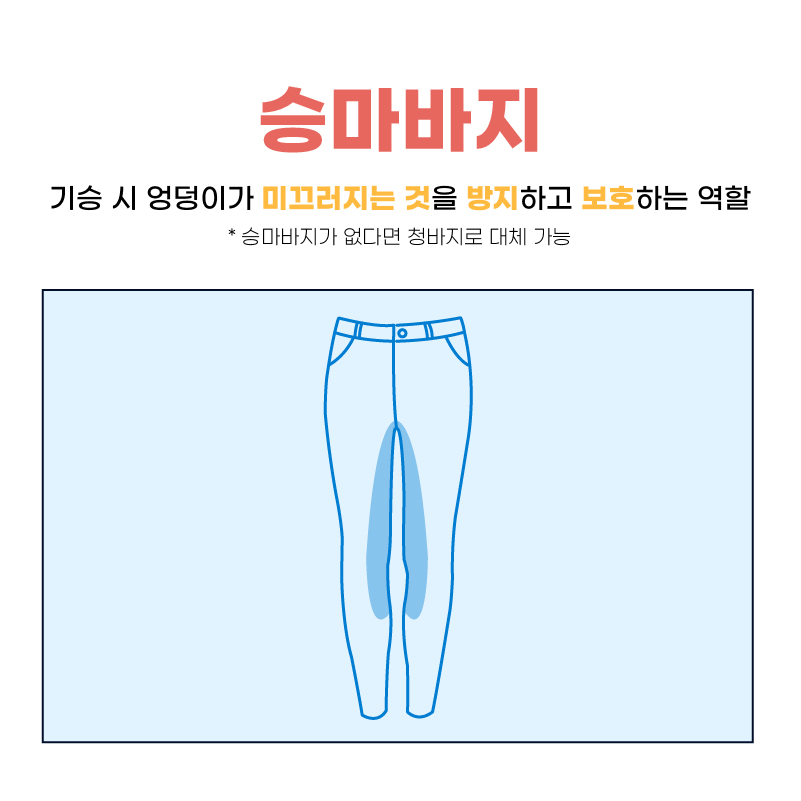 승마바지
기승 시 엉덩이가 미끄러지는 것을 방지하고 보호하는 역할
* 승마바지가 없다면 청바지로 대체 가능